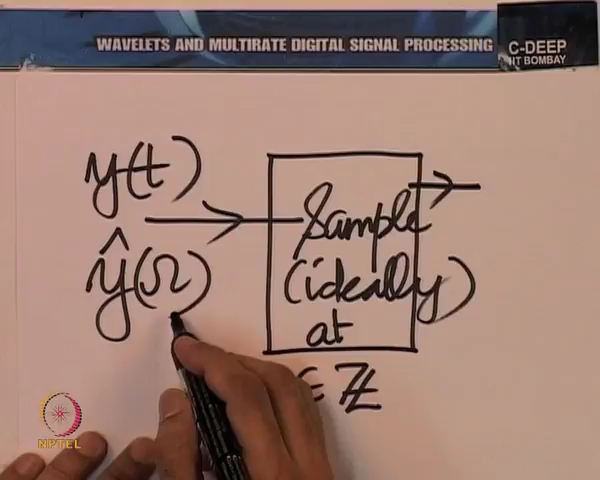 WAVELETS AND MULTIRATE DIGITAL SIGNAL PROCESSING
C-DEEP
IIT BOMBAY
y(t)
ŷ(Ω)
Sample
(ideally)
at
∈ ℤ
NPTEL